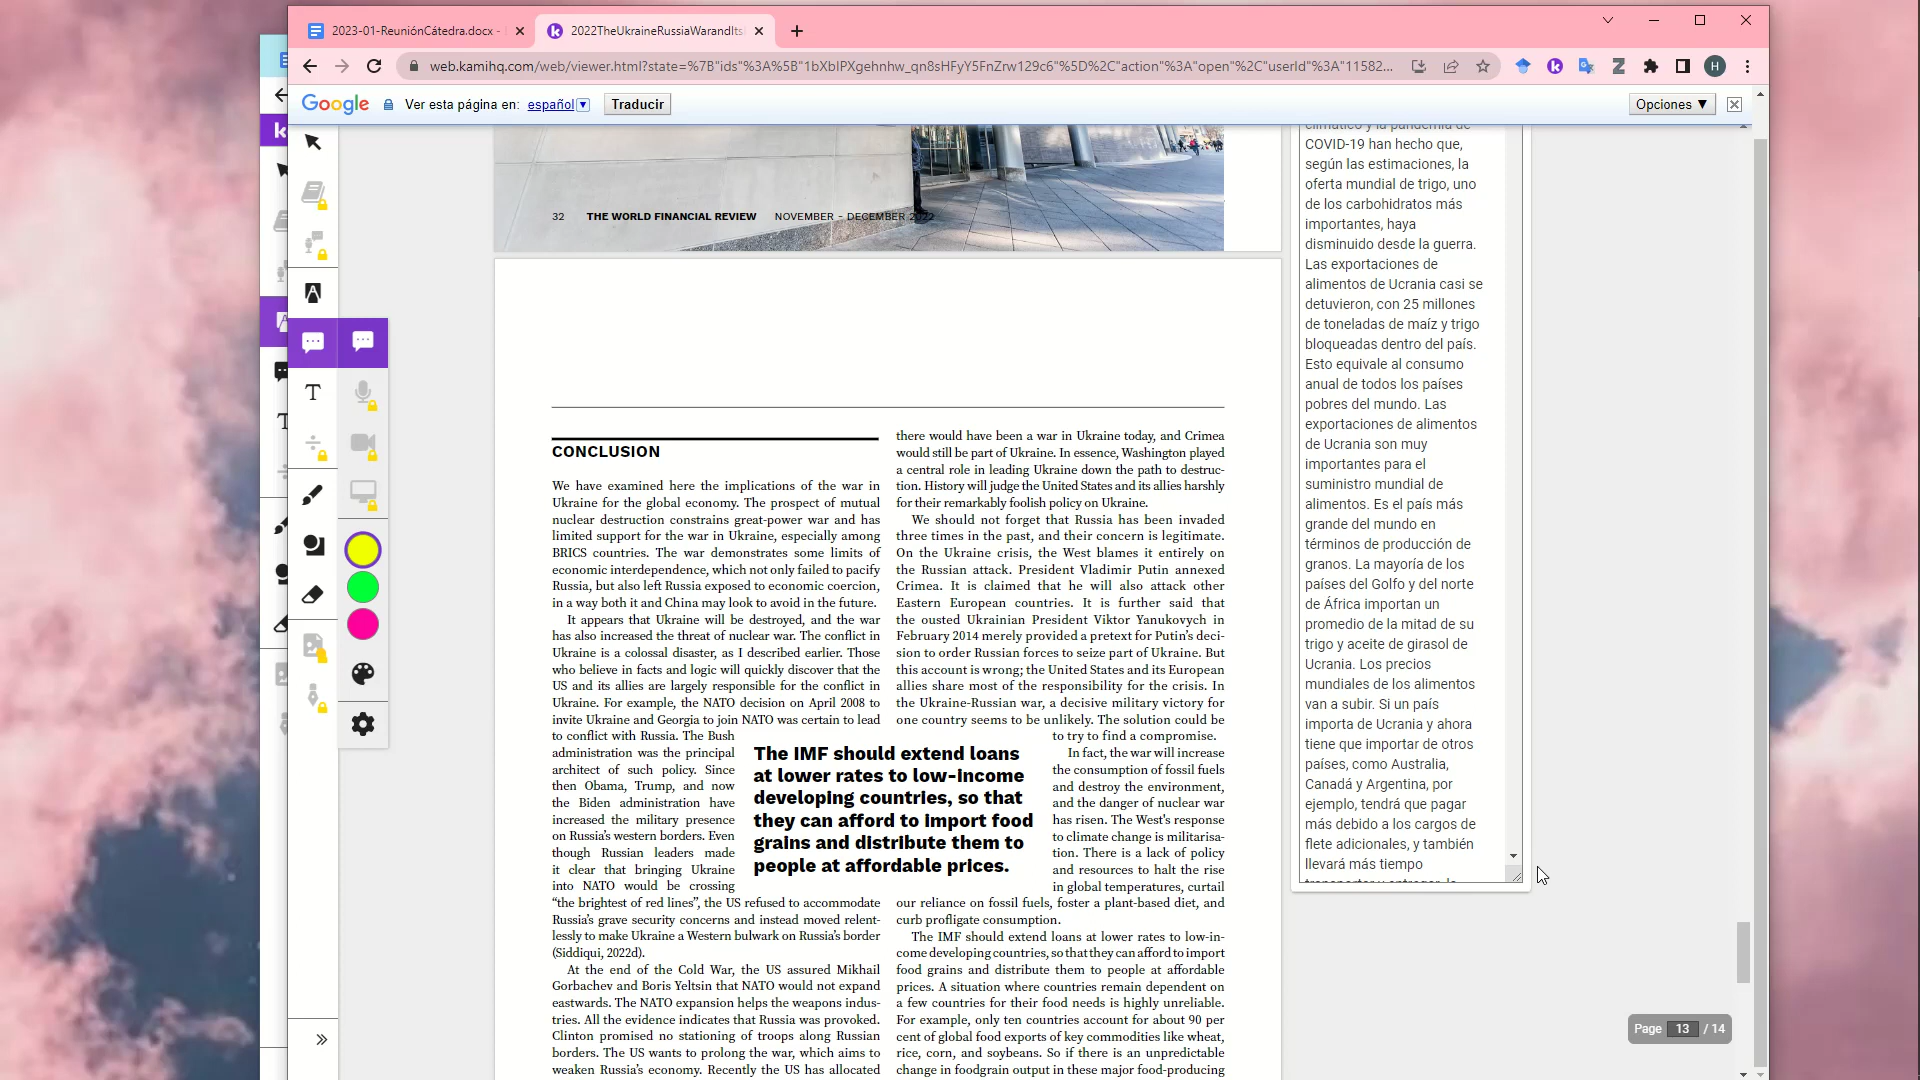 2023-01-ReuniónCátedra.docx -
2022TheUkraineRussiaWarandIts
web.kamihq.com/web/viewer.html?state=%7B"ids"%3A%5B"1bXbIPXgehnhw_qn8sHFyY5FnZrw129c6"%5D%2C"action"%3A"open"%2C"userId"%3A"11582...
H
Google
Ver esta página en: español
Traducir
Opciones ▼
32 THE WORLD FINANCIAL REVIEW NOVEMBER - DECEMBER 2022
CONCLUSION
We have examined here the implications of the war in
Ukraine for the global economy. The prospect of mutual
nuclear destruction constrains great-power war and has
limited support for the war in Ukraine, especially among
BRICS countries. The war demonstrates some limits of
economic interdependence, which not only failed to pacify
Russia, but also left Russia exposed to economic coercion,
in a way both it and China may look to avoid in the future.
It appears that Ukraine will be destroyed, and the war
has also increased the threat of nuclear war. The conflict in
Ukraine is a colossal disaster, as I described earlier. Those
who believe in facts and logic will quickly discover that the
US and its allies are largely responsible for the conflict in
Ukraine. For example, the NATO decision on April 2008 to
invite Ukraine and Georgia to join NATO was certain to lead
to conflict with Russia. The Bush
administration was the principal
architect of such policy. Since
then Obama, Trump, and now
the Biden administration have
increased the military presence
on Russia's western borders. Even
though Russian leaders made
it clear that bringing Ukraine
into NATO would be crossing
“the brightest of red lines”, the US refused to accommodate
Russia's grave security concerns and instead moved relent-
lessly to make Ukraine a Western bulwark on Russia's border
(Siddiqui, 2022d).
At the end of the Cold War, the US assured Mikhail
Gorbachev and Boris Yeltsin that NATO would not expand
eastwards. The NATO expansion helps the weapons indus-
tries. All the evidence indicates that Russia was provoked.
Clinton promised no stationing of troops along Russian
borders. The US wants to prolong the war, which aims to
weaken Russia's economy. Recently the US has allocated
The IMF should extend loans
at lower rates to low-income
developing countries, so that
they can afford to import food
grains and distribute them to
people at affordable prices.
there would have been a war in Ukraine today, and Crimea
would still be part of Ukraine. In essence, Washington played
a central role in leading Ukraine down the path to destruc-
tion. History will judge the United States and its allies harshly
for their remarkably foolish policy on Ukraine.
We should not forget that Russia has been invaded
three times in the past, and their concern is legitimate.
On the Ukraine crisis, the West blames it entirely on
the Russian attack. President Vladimir Putin annexed
Crimea. It is claimed that he will also attack other
Eastern European countries. It is further said that
the ousted Ukrainian President Viktor Yanukovych in
February 2014 merely provided a pretext for Putin's deci-
sion to order Russian forces to seize part of Ukraine. But
this account is wrong; the United States and its European
allies share most of the responsibility for the crisis. In
the Ukraine-Russian war, a decisive military victory for
one country seems to be unlikely. The solution could be
to try to find a compromise.
In fact, the war will increase
the consumption of fossil fuels
and destroy the environment,
and the danger of nuclear war
has risen. The West's response
to climate change is militarisa-
tion. There is a lack of policy
and resources to halt the rise
in global temperatures, curtail
our reliance on fossil fuels, foster a plant-based diet, and
curb profligate consumption.
The IMF should extend loans at lower rates to low-in-
come developing countries, so that they can afford to import
food grains and distribute them to people at affordable
prices. A situation where countries remain dependent on
a few countries for their food needs is highly unreliable.
For example, only ten countries account for about 90 per
cent of global food exports of key commodities like wheat,
rice, corn, and soybeans. So if there is an unpredictable
change in foodgrain output in these major food-producing
climático y la pandemia de
COVID-19 han hecho que,
según las estimaciones, la
oferta mundial de trigo, uno
de los carbohidratos más
importantes, haya
disminuido desde la guerra.
Las exportaciones de
alimentos de Ucrania casi se
detuvieron, con 25 millones
de toneladas de maíz y trigo
bloqueadas dentro del país.
Esto equivale al consumo
anual de todos los países
pobres del mundo. Las
exportaciones de alimentos
de Ucrania son muy
importantes para el
suministro mundial de
alimentos. Es el país más
grande del mundo en
términos de producción de
granos. La mayoría de los
países del Golfo y del norte
de África importan un
promedio de la mitad de su
trigo y aceite de girasol de
Ucrania. Los precios
mundiales de los alimentos
van a subir. Si un país
importa de Ucrania y ahora
tiene que importar de otros
países, como Australia,
Canadá y Argentina, por
ejemplo, tendrá que pagar
más debido a los cargos de
flete adicionales, y también
llevará más tiempo
Page 13 / 14